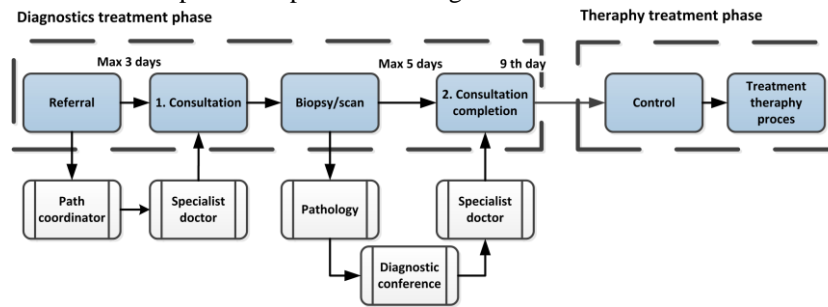 Diagnostics treatment phase
Theraphy treatment phase
Max 3 days
Max 5 days
9 th day
Referral
1. Consultation
Biopsy/scan
2. Consultation
completion
Control
Treatment
theraphy
proces
Path
coordinator
Specialist
doctor
Pathology
Specialist
doctor
Diagnostic
conference